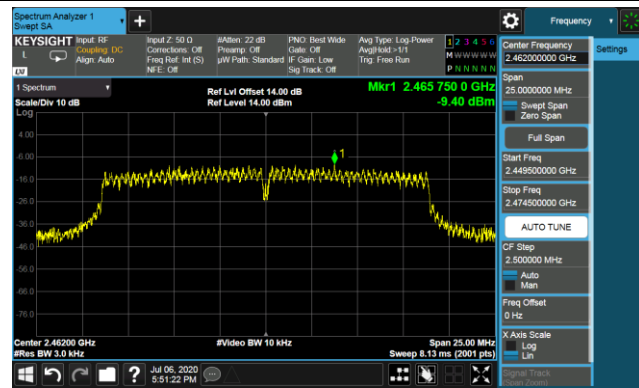 Spectrum Analyzer 1
Swept SA
Frequency
KEYSIGHT
L
LXI
Input: RF
Coupling: DC
Align: Auto
Input Z: 50 Ω
Corrections: Off
Freq Ref: Int (S)
NFE: Off
#Atten: 22 dB
Preamp: Off
µW Path: Standard
PNO: Best Wide
Gate: Off
IF Gain: Low
Sig Track: Off
Avg Type: Log-Power
Avg|Hold >1/1
Trig: Free Run
1 2 3 4 5 6
M W W W W W
P N N N N N
Center Frequency
2.462000000 GHz
Settings
Span
25.0000000 MHz
Swept Span
Zero Span
Full Span
Start Freq
2.449500000 GHz
Stop Freq
2.474500000 GHz
AUTO TUNE
CF Step
2.500000 MHz
Auto
Man
Freq Offset
0 Hz
X Axis Scale
Log
Lin
Signal Track
(Span Zoom)
1 Spectrum
Scale/Div 10 dB
Log
Ref Lvl Offset 14.00 dB
Ref Level 14.00 dBm
Mkr1 2.465 750 0 GHz
-9.40 dBm
4.00
-6.00
-16.0
-26.0
-36.0
-46.0
-56.0
-66.0
-76.0
1
Center 2.46200 GHz
#Res BW 3.0 kHz
#Video BW 10 kHz
Span 25.00 MHz
Sweep 8.13 ms (2001 pts)
?
Jul 06, 2020
5:51:22 PM